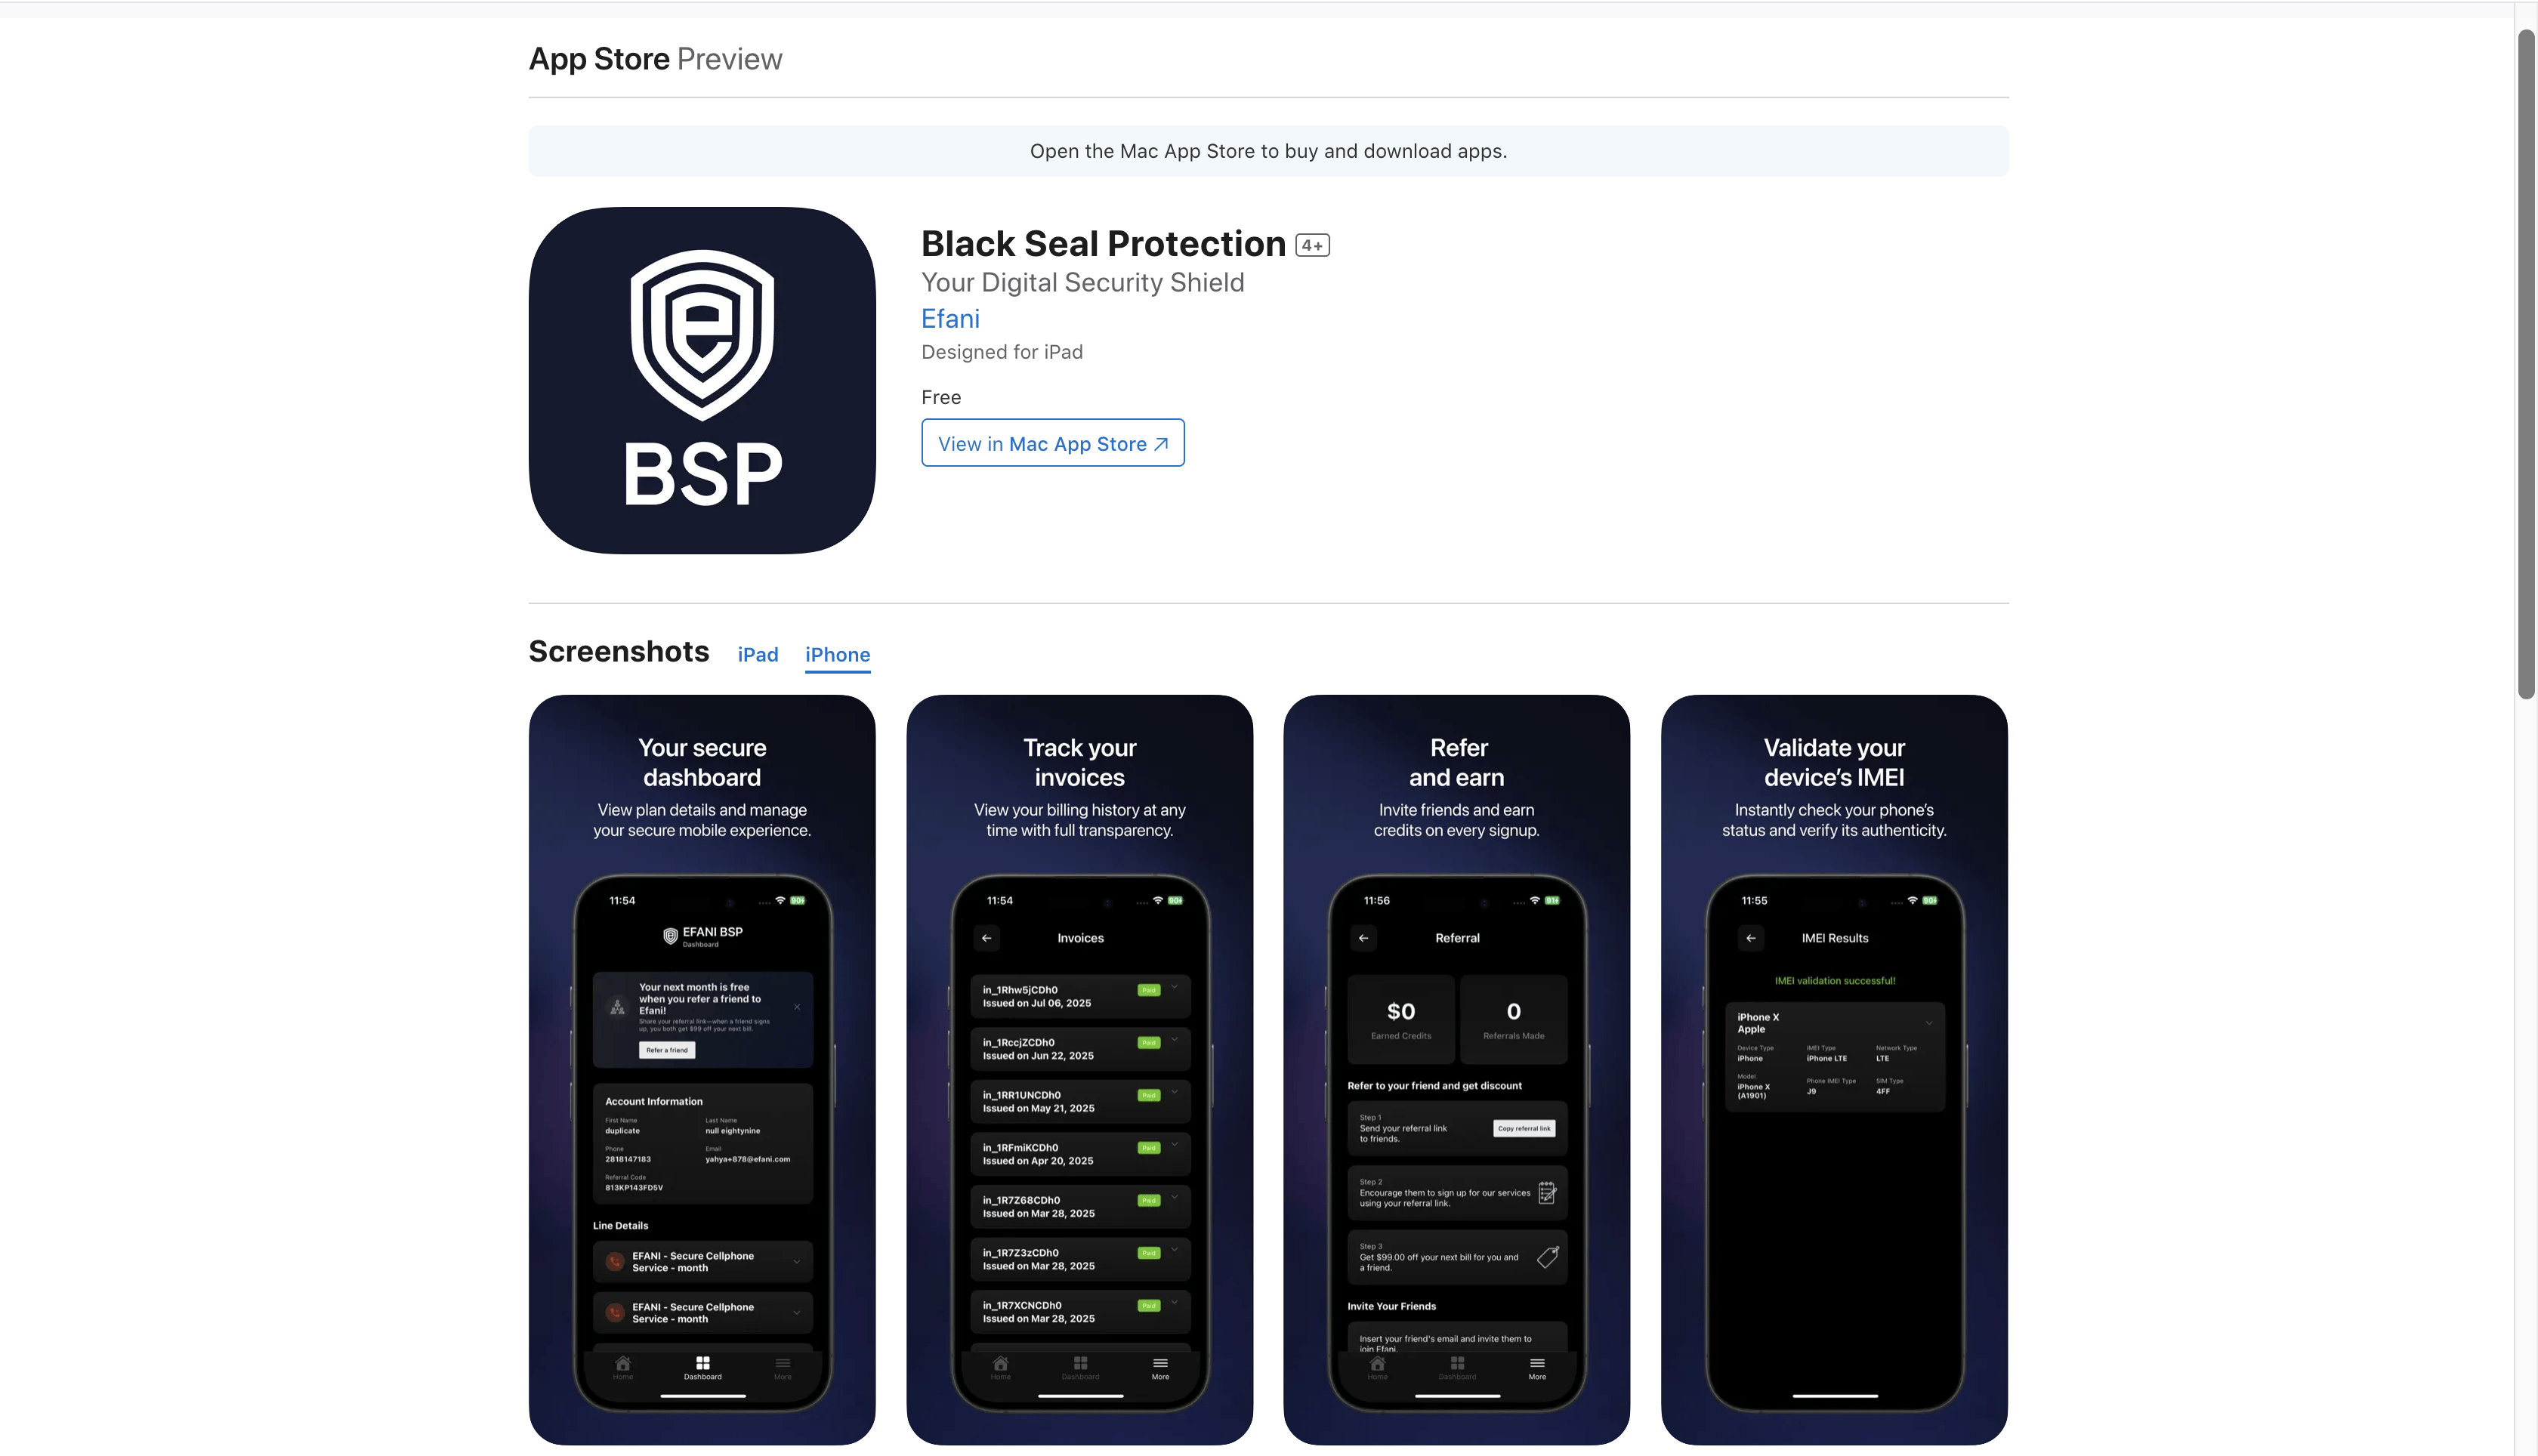 App Store Preview
Open the Mac App Store to buy and download apps.
e
BSP
Black Seal Protection 4+
Your Digital Security Shield
Efani
Designed for iPad
Free
View in Mac App Store
Screenshots iPad iPhone
Your secure
dashboard
View plan details and manage
your secure mobile experience.
11:54 90
EFANI BSP
Dashboard
Your next month is free
when you refer a friend to
Efani!
Share your referral link—when a friend signs
up, you both get $99 off your next bill.
Refer a friend
Account Information
First Name Last Name
duplicate null eightynine
Phone Email
2818147183 yahya+878@efani.com
Referral Code
813KP143FD5V
Line Details
EFANI - Secure Cellphone
Service - month
EFANI - Secure Cellphone
Service - month
Home Dashboard More
Track your
invoices
View your billing history at any
time with full transparency.
11:54 90
Invoices
in_1Rhw5jCDh0 Paid
Issued on Jul 06, 2025
in_1RccjZCDh0 Paid
Issued on Jun 22, 2025
in_1RR1UNCDh0 Paid
Issued on May 21, 2025
in_1RFmiKCDh0 Paid
Issued on Apr 20, 2025
in_1R7Z68CDh0 Paid
Issued on Mar 28, 2025
in_1R7Z3zCDh0 Paid
Issued on Mar 28, 2025
in_1R7XCNCDh0 Paid
Issued on Mar 28, 2025
Home Dashboard More
Refer
and earn
Invite friends and earn
credits on every signup.
11:56 91
Referral
$0 0
Earned Credits Referrals Made
Refer to your friend and get discount
Step 1
Send your referral link
to friends.
Copy referral link
Step 2
Encourage them to sign up for our services
using your referral link.
Step 3
Get $99.00 off your next bill for you and
a friend.
Invite Your Friends
Insert your friend's email and invite them to
join Efani.
Home Dashboard More
Validate your
device’s IMEI
Instantly check your phone’s
status and verify its authenticity.
11:55 90
IMEI Results
IMEI validation successful!
iPhone X
Apple
Device Type IMEI Type Network Type
iPhone iPhone LTE LTE
Model Phone IMEI Type SIM Type
iPhone X
(A1901) J9 4FF